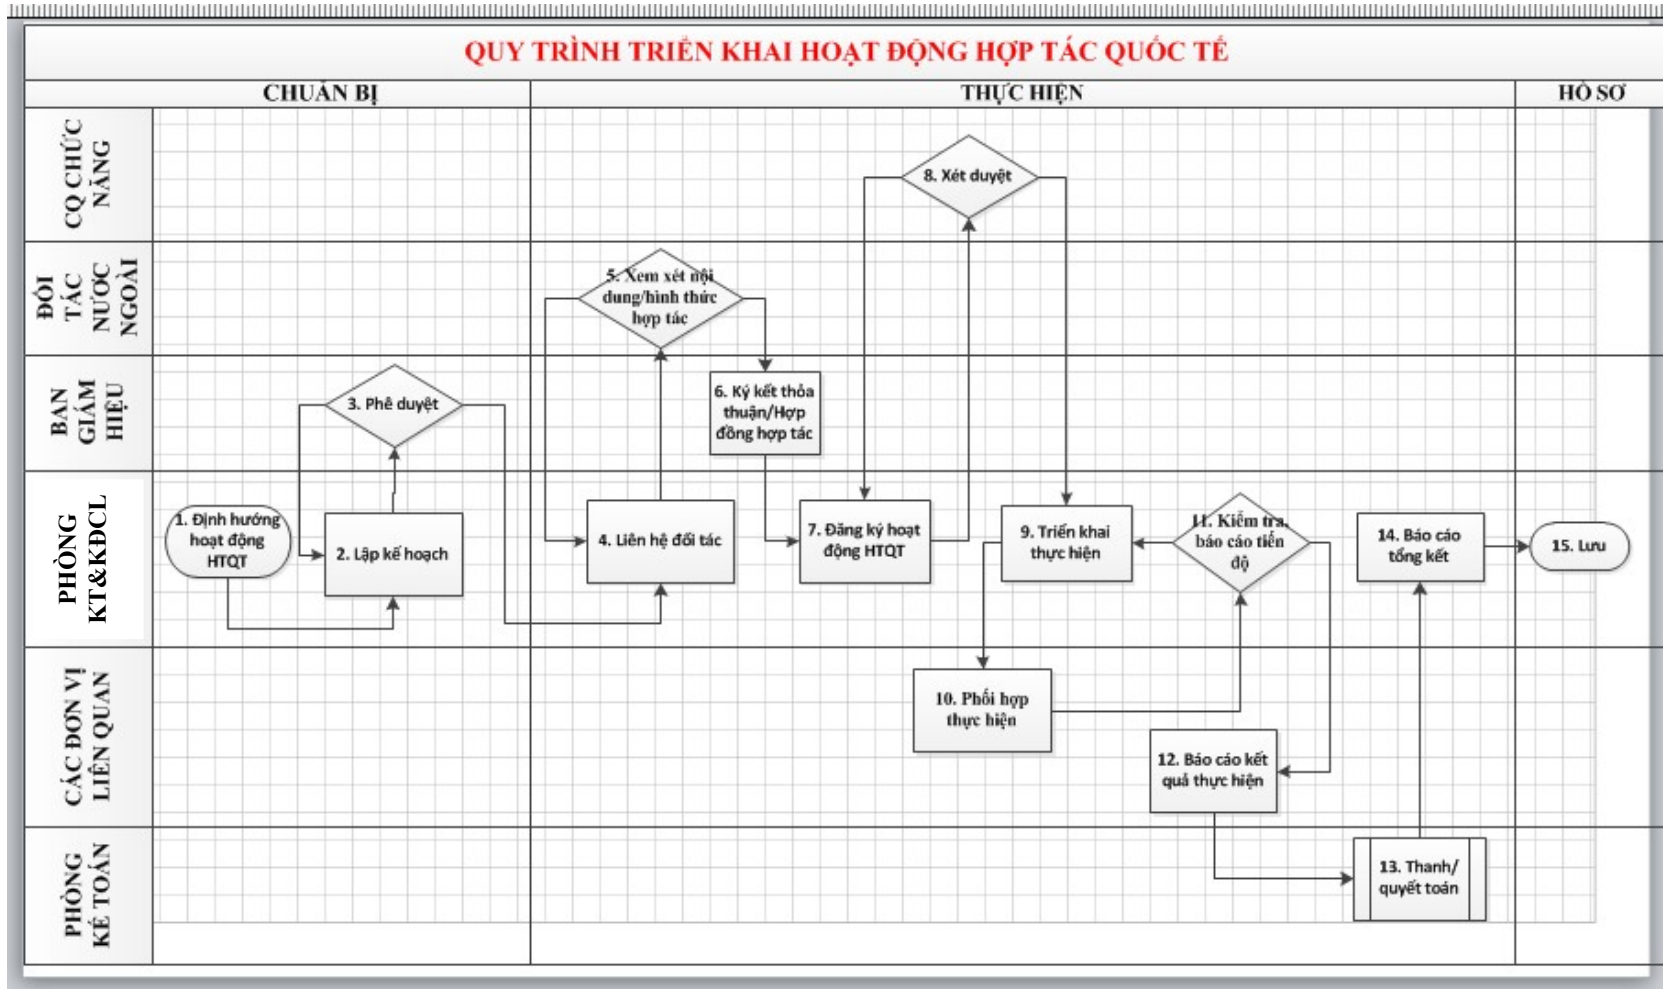 QUY TRÌNH TRIỂN KHAI HOẠT ĐỘNG HỢP TÁC QUỐC TẾ
CHUẨN BỊ
THỰC HIỆN
HỒ SƠ
CQ CHỨC
NĂNG
8. Xét duyệt
ĐỐI
TÁC
NƯỚC
NGOÀI
5. Xem xét nội
dung/hình thức
hợp tác
BAN
GIÁM
HIỆU
3. Phê duyệt
6. Ký kết thỏa
thuận/Hợp
đồng hợp tác
PHÒNG
KT&KĐCL
1. Định hướng
hoạt động
HTQT
2. Lập kế hoạch
4. Liên hệ đối tác
7. Đăng ký hoạt
động HTQT
9. Triển khai
thực hiện
11. Kiểm tra,
báo cáo tiến
độ
14. Báo cáo
tổng kết
15. Lưu
CÁC ĐƠN VỊ
LIÊN QUAN
10. Phối hợp
thực hiện
12. Báo cáo kết
quả thực hiện
PHÒNG
KẾ TOÁN
13. Thanh/
quyết toán